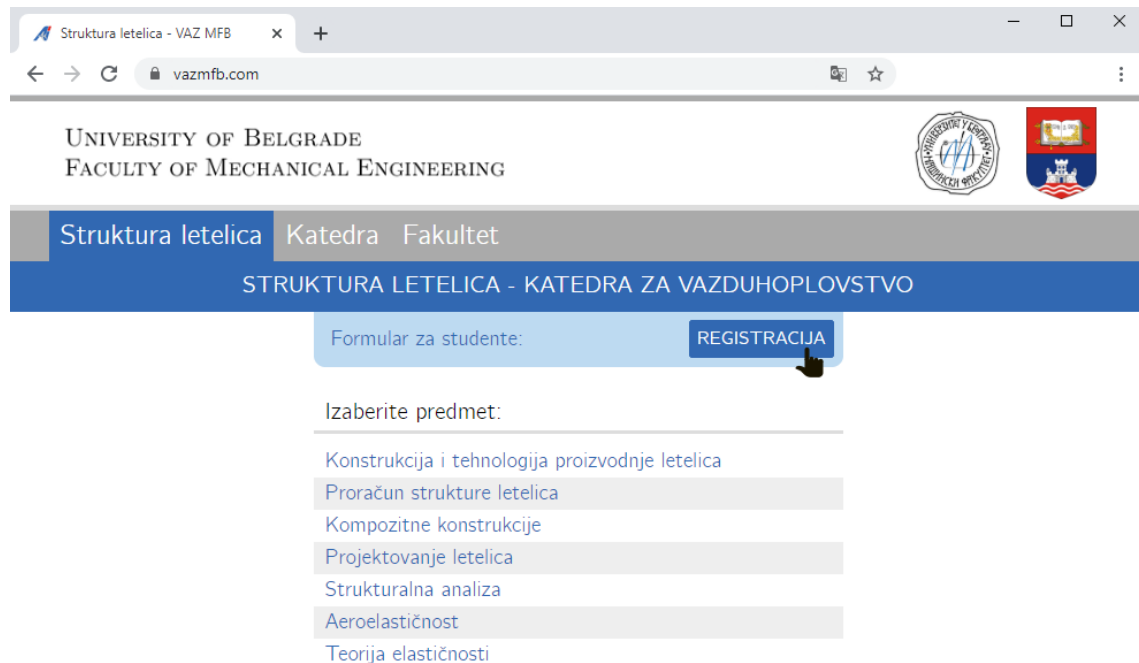 Struktura letelica - VAZ MFB
vazmfb.com
UNIVERSITY OF BELGRADE
FACULTY OF MECHANICAL ENGINEERING
Struktura letelica Katedra Fakultet
STRUKTURA LETELICA - KATEDRA ZA VAZDUHOPLOVSTVO
Formular za studente: REGISTRACIJA
Izaberite predmet:
Konstrukcija i tehnologija proizvodnje letelica
Proračun strukture letelica
Kompozitne konstrukcije
Projektovanje letelica
Strukturalna analiza
Aeroelastičnost
Teorija elastičnosti